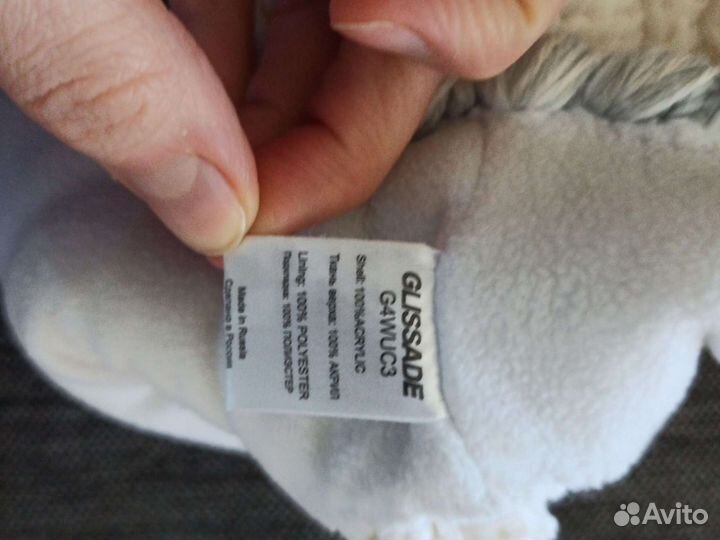 GLISSADE
G4WUC3
Shell: 100%ACRYLIC
Ткань верха: 100% АКРИЛ
Lining: 100% POLYESTER
Подкладка: 100% ПОЛИЭСТЕР
Made in Russia
Сделано в России
Avito